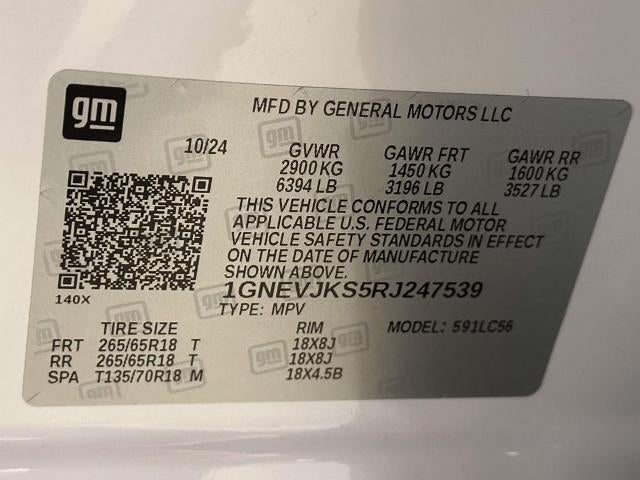 gm
MFD BY GENERAL MOTORS LLC
10/24 GVWR GAWR FRT GAWR RR
2900 KG 1450 KG 1600 KG
6394 LB 3196 LB 3527 LB
THIS VEHICLE CONFORMS TO ALL
APPLICABLE U.S. FEDERAL MOTOR
VEHICLE SAFETY STANDARDS IN EFFECT
ON THE DATE OF MANUFACTURE
SHOWN ABOVE.
140X 1GNEVJKS5RJ247539
TYPE: MPV
TIRE SIZE RIM MODEL: 591LC56
FRT 265/65R18 T 18X8J
RR 265/65R18 T 18X8J
SPA T135/70R18 M 18X4.5B